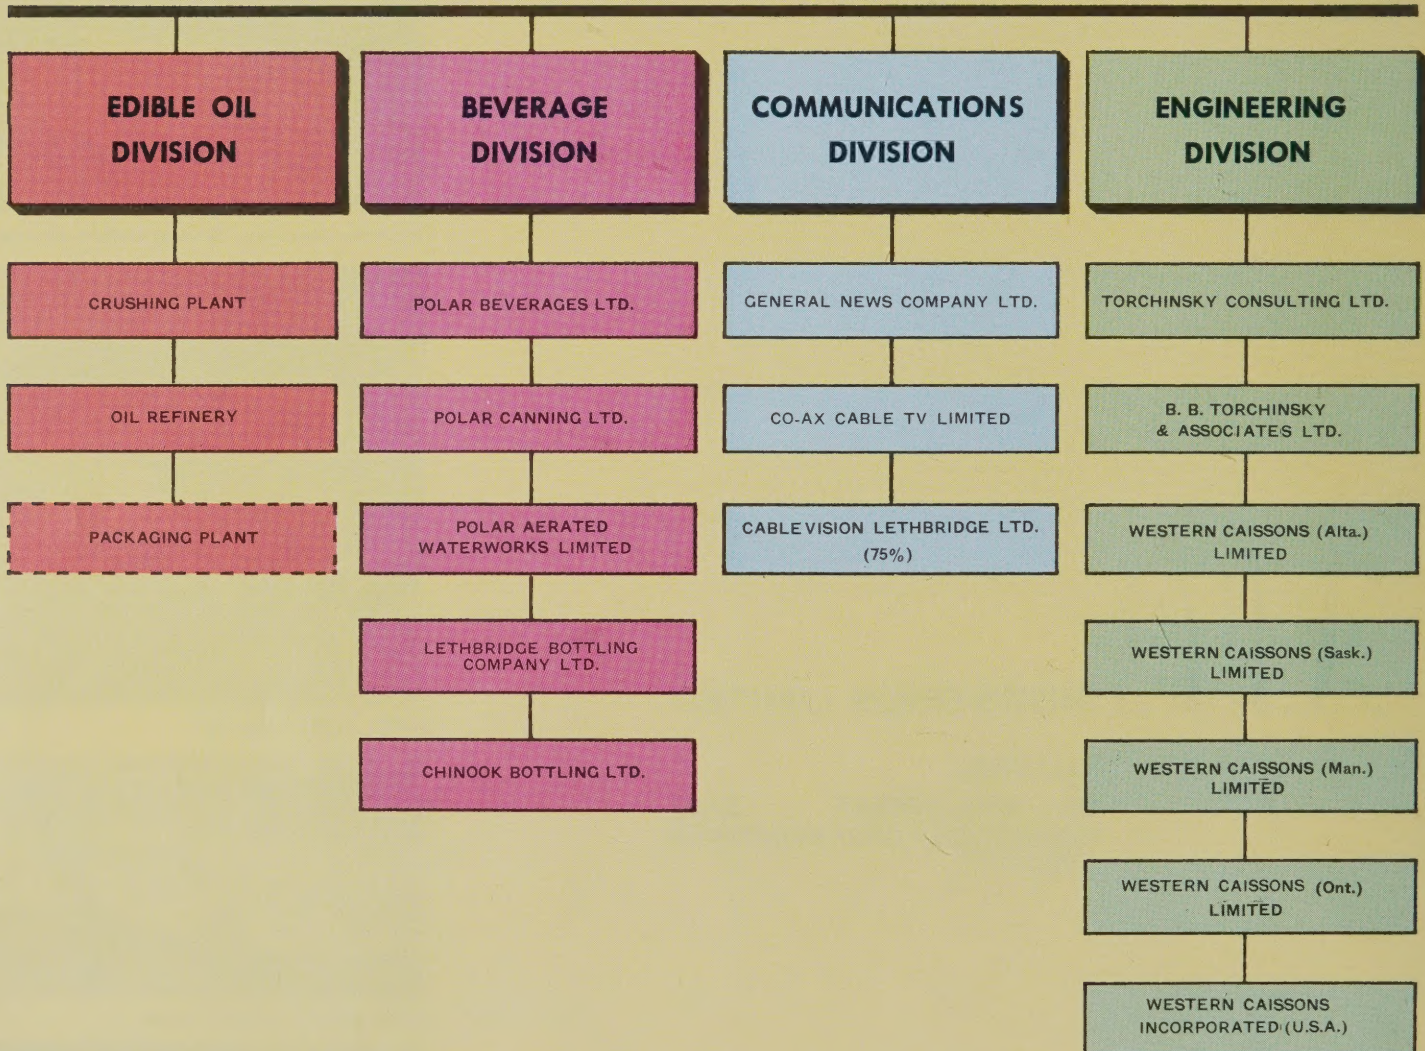 EDIBLE OIL
DIVISION
CRUSHING PLANT
OIL REFINERY
PACKAGING PLANT
BEVERAGE
DIVISION
POLAR BEVERAGES LTD.
POLAR CANNING LTD.
POLAR AERATED
WATERWORKS LIMITED
LETHBRIDGE BOTTLING
COMPANY LTD.
CHINOOK BOTTLING LTD.
COMMUNICATIONS
DIVISION
GENERAL NEWS COMPANY LTD.
CO-AX CABLE TV LIMITED
CABLEVISION LETHBRIDGE LTD.
(75%)
ENGINEERING
DIVISION
TORCHINSKY CONSULTING LTD.
B. B. TORCHINSKY
& ASSOCIATES LTD.
WESTERN CAISSONS (Alta.)
LIMITED
WESTERN CAISSONS (Sask.)
LIMITED
WESTERN CAISSONS (Man.)
LIMITED
WESTERN CAISSONS (Ont.)
LIMITED
WESTERN CAISSONS
INCORPORATED (U.S.A.)